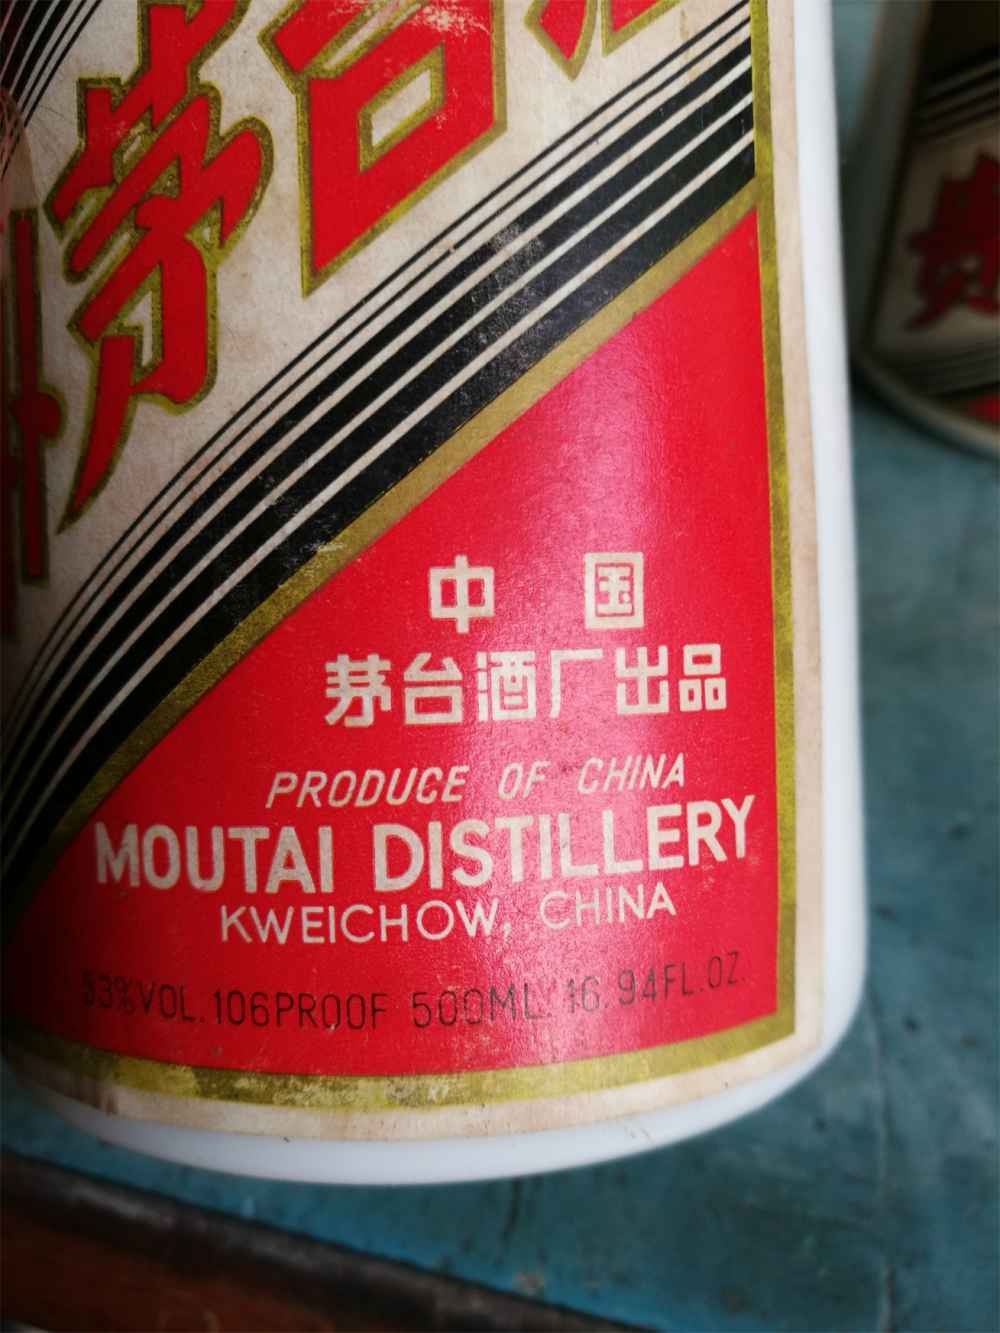 茅台
中国
茅台酒厂出品
PRODUCE OF CHINA
MOUTAI DISTILLERY
KWEICHOW, CHINA
53%VOL. 106PROOF 500ML. 16.94FL.OZ.
贵